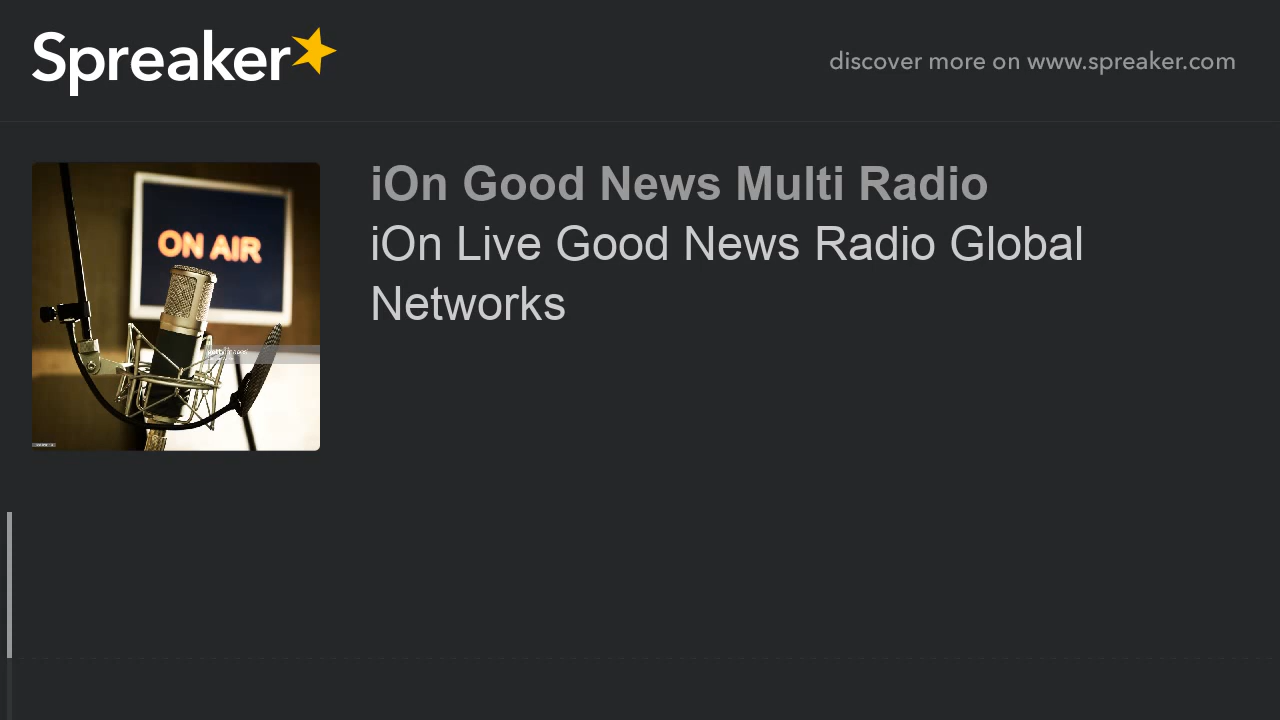 Spreaker
discover more on www.spreaker.com
iOn Good News Multi Radio
iOn Live Good News Radio Global
Networks
ON AIR